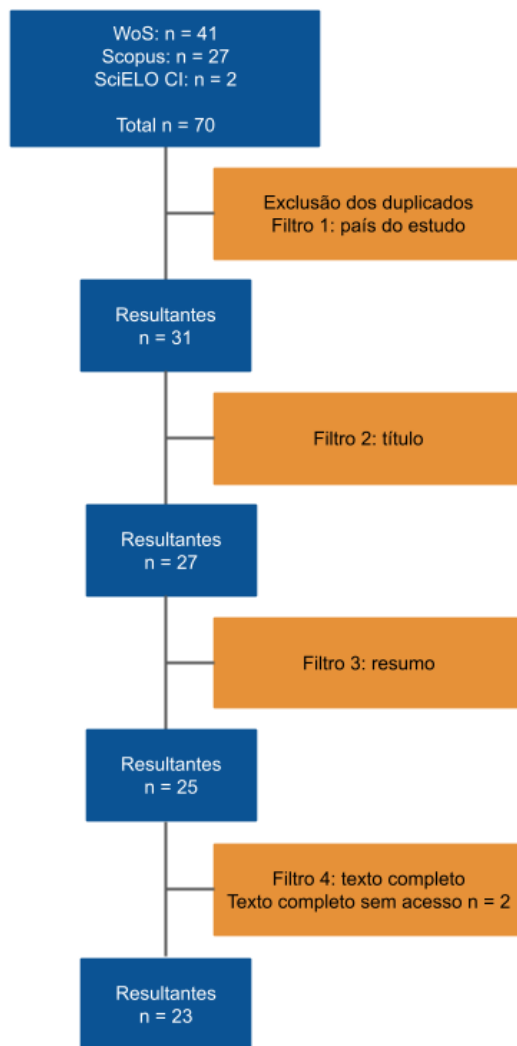 WoS: n = 41
Scopus: n = 27
SciELO CI: n = 2
Total n = 70
Exclusão dos duplicados
Filtro 1: país do estudo
Resultantes
n = 31
Filtro 2: título
Resultantes
n = 27
Filtro 3: resumo
Resultantes
n = 25
Filtro 4: texto completo
Texto completo sem acesso n = 2
Resultantes
n = 23